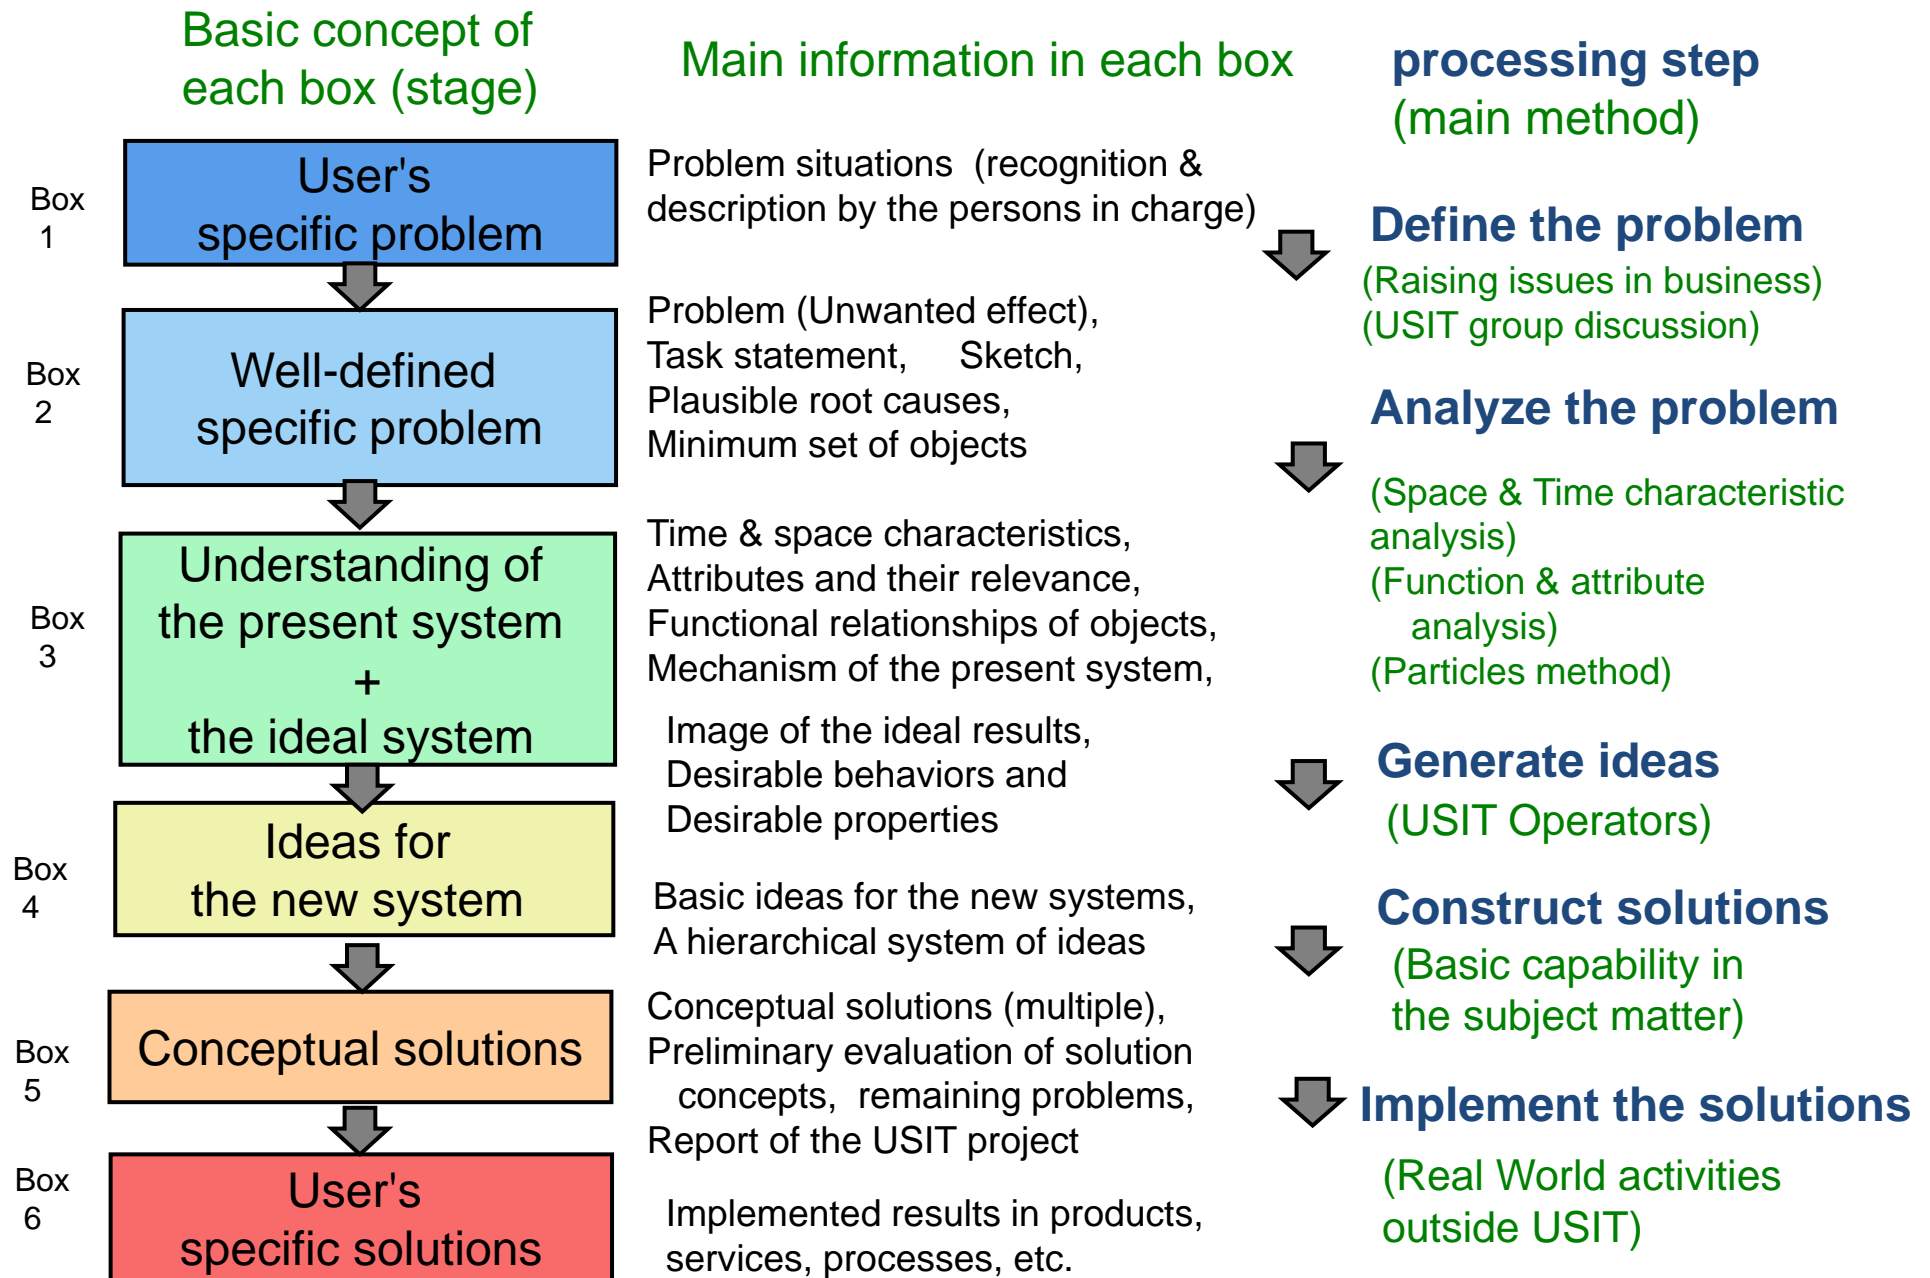 Basic concept of
each box (stage)
Main information in each box
processing step
(main method)
Box
1
User's
specific problem
Problem situations (recognition &
description by the persons in charge)
Define the problem
(Raising issues in business)
(USIT group discussion)
Box
2
Well-defined
specific problem
Problem (Unwanted effect),
Task statement, Sketch,
Plausible root causes,
Minimum set of objects
Analyze the problem
(Space & Time characteristic
analysis)
(Function & attribute
analysis)
(Particles method)
Box
3
Understanding of
the present system
+
the ideal system
Time & space characteristics,
Attributes and their relevance,
Functional relationships of objects,
Mechanism of the present system,
Image of the ideal results,
Desirable behaviors and
Desirable properties
Generate ideas
(USIT Operators)
Box
4
Ideas for
the new system
Basic ideas for the new systems,
A hierarchical system of ideas
Construct solutions
(Basic capability in
the subject matter)
Box
5
Conceptual solutions
Conceptual solutions (multiple),
Preliminary evaluation of solution
concepts, remaining problems,
Report of the USIT project
Implement the solutions
(Real World activities
outside USIT)
Box
6
User's
specific solutions
Implemented results in products,
services, processes, etc.